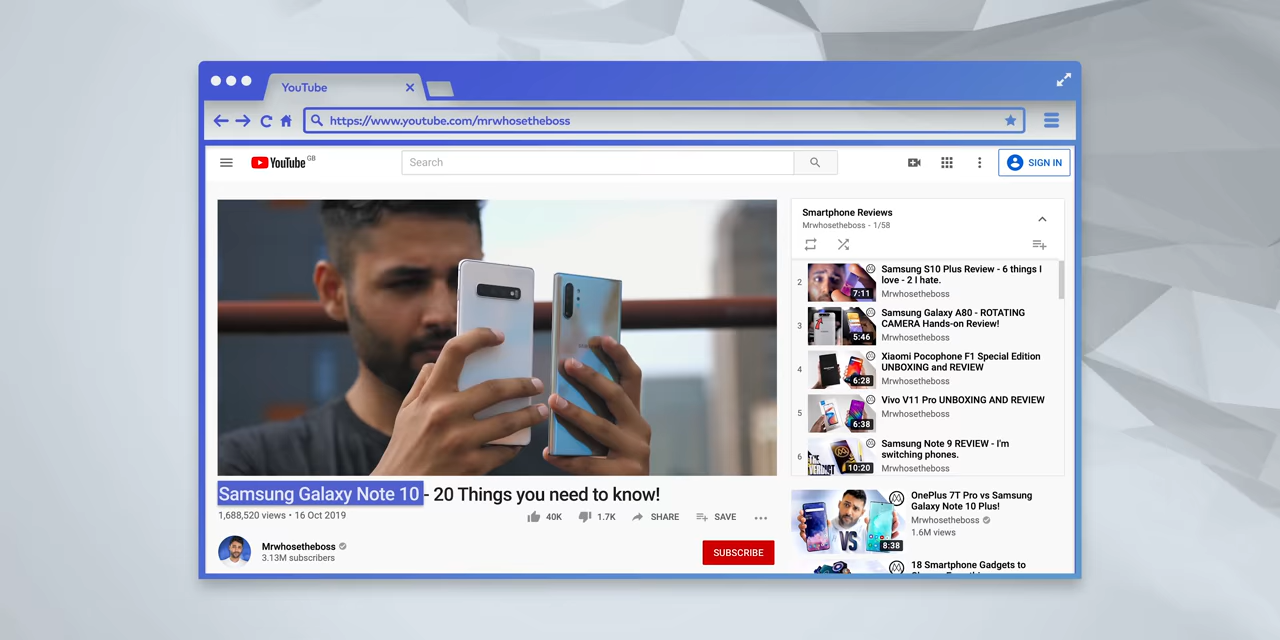 YouTube
https://www.youtube.com/mrwhosetheboss
YouTube GB
Search
SIGN IN
Samsung Galaxy Note 10 - 20 Things you need to know!
1,688,520 views • 16 Oct 2019
40K
1.7K
SHARE
SAVE
Mrwhosetheboss
3.13M subscribers
SUBSCRIBE
Smartphone Reviews
Mrwhosetheboss - 1/58
2
7:11
Samsung S10 Plus Review - 6 things I
love - 2 I hate.
Mrwhosetheboss
3
5:46
Samsung Galaxy A80 - ROTATING
CAMERA Hands-on Review!
Mrwhosetheboss
4
6:28
Xiaomi Pocophone F1 Special Edition
UNBOXING and REVIEW
Mrwhosetheboss
5
6:38
Vivo V11 Pro UNBOXING AND REVIEW
Mrwhosetheboss
6
THE
10:20
Samsung Note 9 REVIEW - I'm
switching phones.
Mrwhosetheboss
VS
8:38
OnePlus 7T Pro vs Samsung
Galaxy Note 10 Plus!
Mrwhosetheboss
1.6M views
18 Smartphone Gadgets to